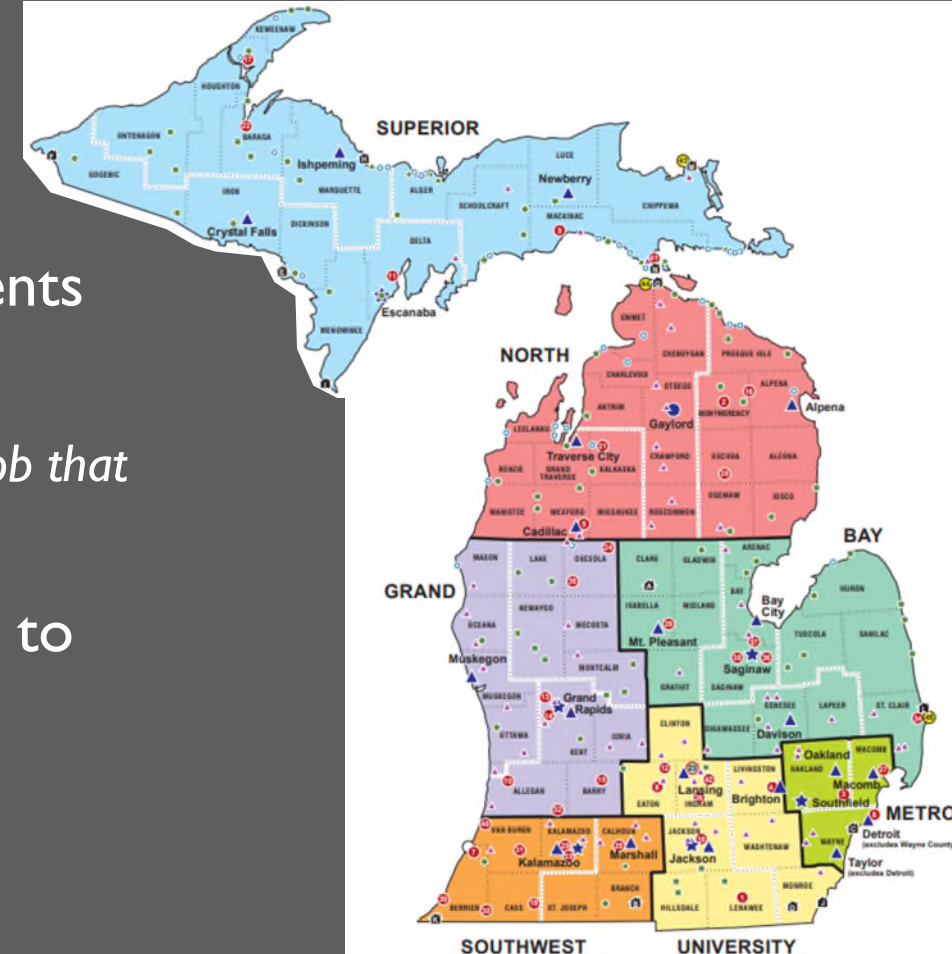 ents
ob that
to
SUPERIOR
KEWEENAW
HOUGHTON
ONTONAGON
BARAGA
GOGEBIC
IRON
Ishpeming
MARQUETTE
ALGER
LUCE
Newberry
SCHOOLCRAFT
CHIPPEWA
MACKINAC
Crystal Falls
DICKINSON
DELTA
Escanaba
MENOMINEE
NORTH
EMMET
CHEBOYGAN
PRESQUE ISLE
CHARLEVOIX
OTSEGO
ALPENA
ANTRIM
MONTMORENCY
Alpena
Gaylord
LEELANAU
Traverse City
BENZIE
GRAND
TRAVERSE
KALKASKA
CRAWFORD
OSCODA
ALCONA
MANISTEE
WEXFORD
MISSAUKEE
ROSCOMMON
OGEMAW
IOSCO
Cadillac
BAY
GRAND
MASON
LAKE
OSCEOLA
CLARE
GLADWIN
ARENAC
HURON
OCEANA
NEWAYGO
MECOSTA
ISABELLA
MIDLAND
BAY
Bay
City
TUSCOLA
SANILAC
Mt. Pleasant
Saginaw
Muskegon
MONTCALM
GRATIOT
SAGINAW
MUSKEGON
Grand
Rapids
GENESEE
LAPEER
ST. CLAIR
CLINTON
SHIAWASSEE
Davison
OTTAWA
KENT
IONIA
Oakland
OAKLAND
MACOMB
Macomb
ALLEGAN
BARRY
EATON
Lansing
INGHAM
LIVINGSTON
Brighton
Southfield
METRO
VAN BUREN
KALAMAZOO
CALHOUN
JACKSON
WASHTENAW
WAYNE
Detroit
(excludes Wayne County
Kalamazoo
Marshall
Jackson
Taylor
(excludes Detroit)
BERRIEN
CASS
ST. JOSEPH
BRANCH
HILLSDALE
LENAWEE
MONROE
SOUTHWEST
UNIVERSITY